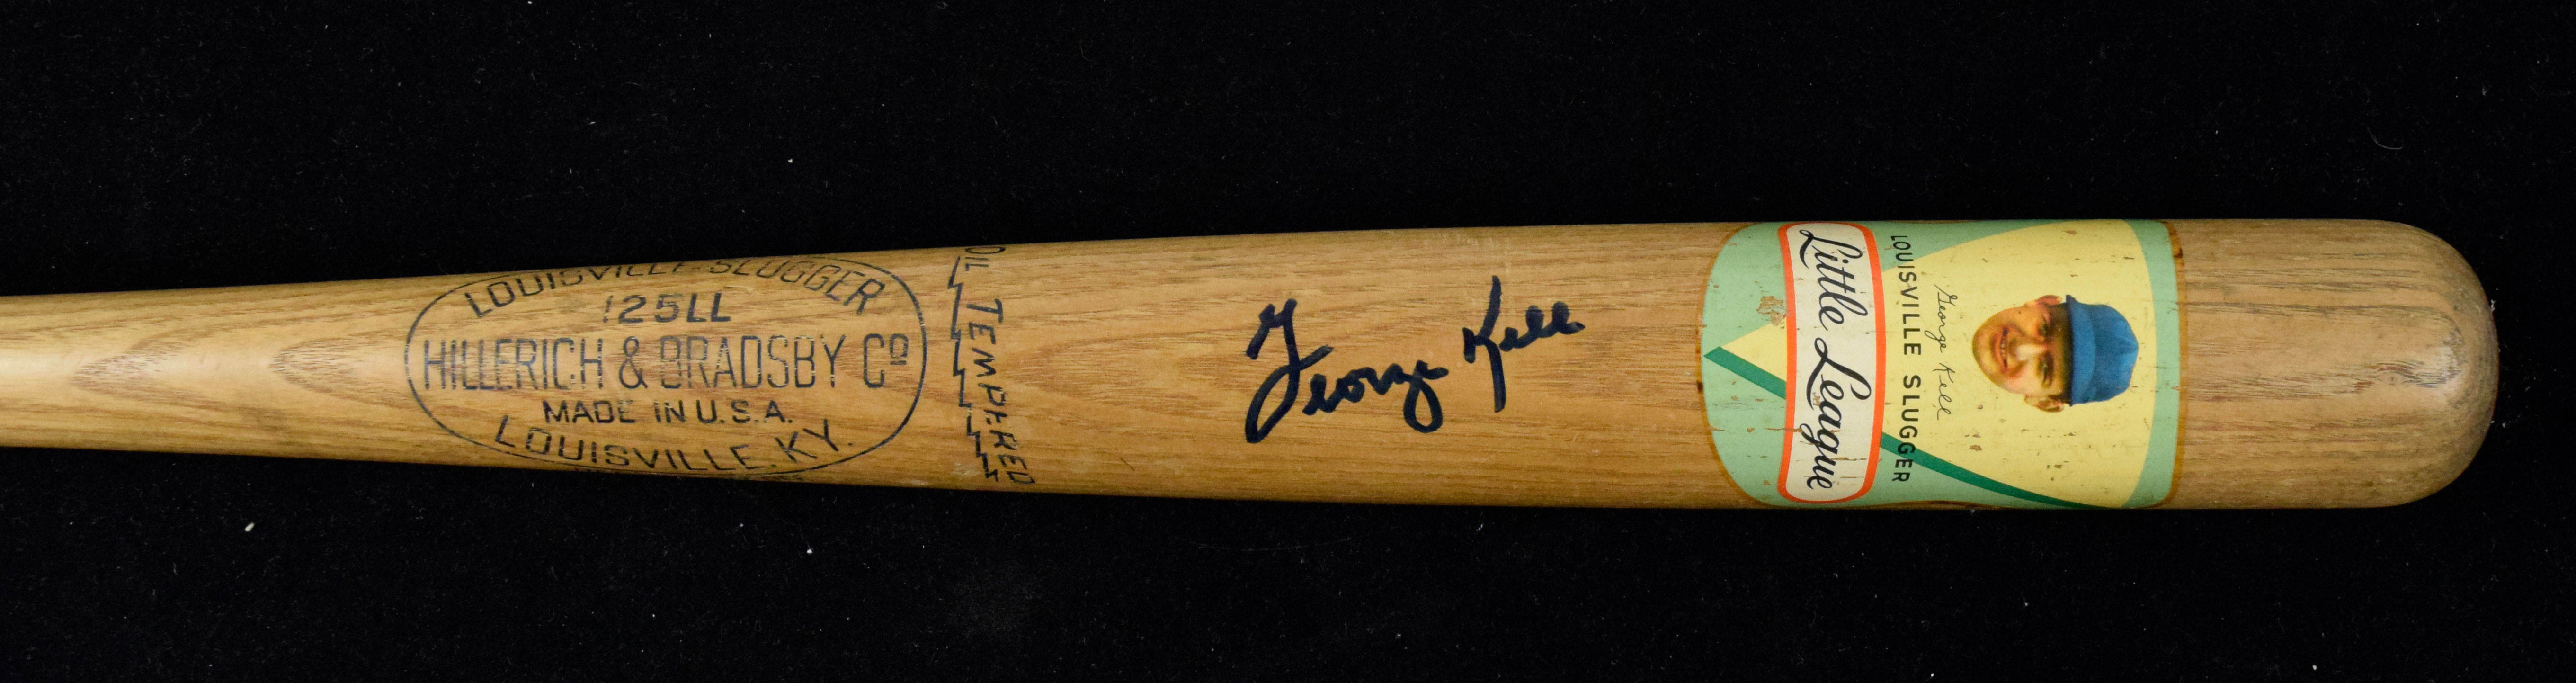 LOUISVILLE SLUGGER
125LL
HILLERICH & BRADSBY Cº
MADE IN U.S.A.
LOUISVILLE, KY.
OIL TEMPERED
George Kell
Little League
LOUISVILLE SLUGGER
George Kell